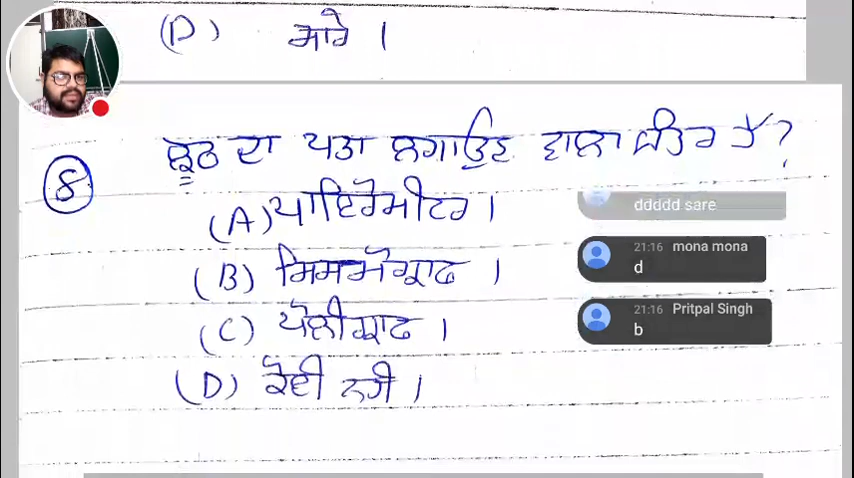 (D) ਸਾਰੇ ।
(8) ਝੂਠ ਦਾ ਪਤਾ ਲਗਾਉਣ ਵਾਲਾ ਜੰਤਰ ਹੈ ?
(A) ਪਾਇਰੋਮੀਟਰ ।
ddddd sare
(B) ਸਿਸਮੋਗ੍ਰਾਫ ।
21:16 mona mona
d
(C) ਪੋਲੀਗ੍ਰਾਫ ।
21:16 Pritpal Singh
b
(D) ਕੋਈ ਨਹੀ ।